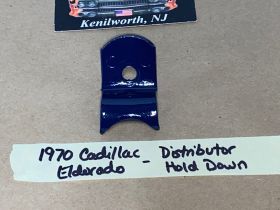 Kenilworth, NJ
1970 Cadillac - Distributor
Eldorado Hold Down